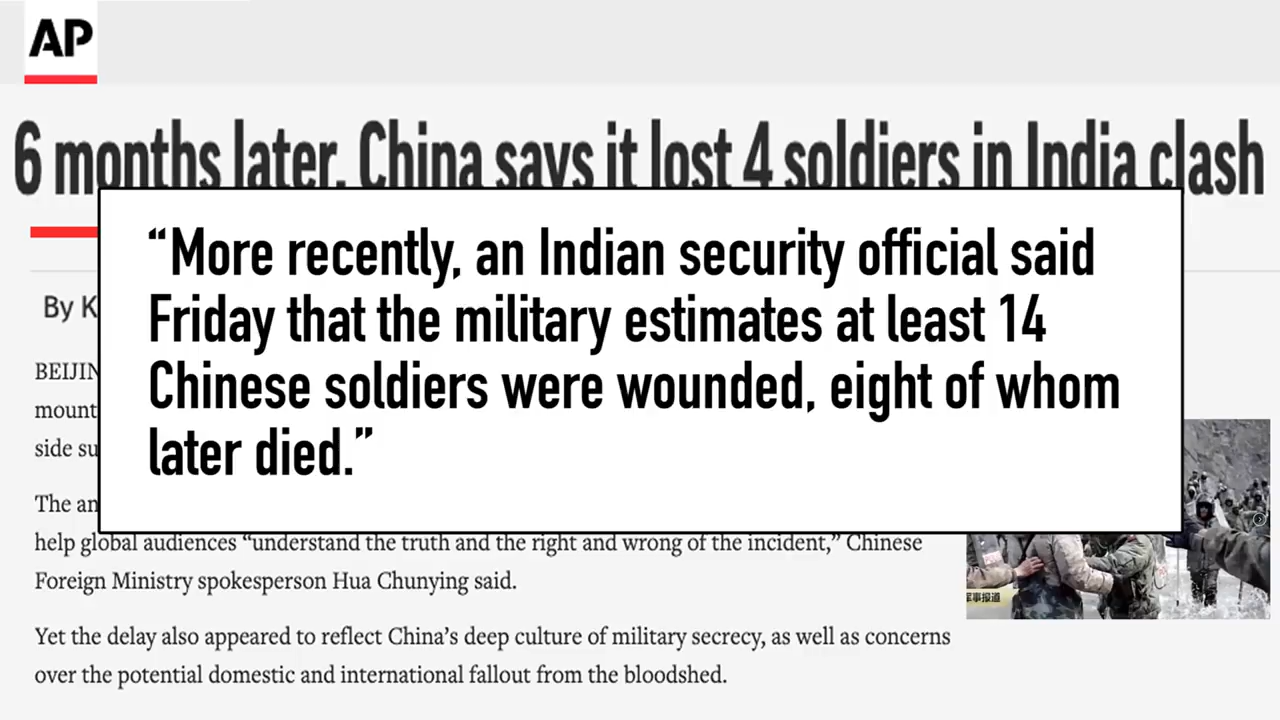 AP
6 months later, China says it lost 4 soldiers in India clash
“More recently, an Indian security official said
Friday that the military estimates at least 14
Chinese soldiers were wounded, eight of whom
later died.”
By K
BEIJIN
mount
side su
The an
help global audiences “understand the truth and the right and wrong of the incident,” Chinese
Foreign Ministry spokesperson Hua Chunying said.
军事报道
Yet the delay also appeared to reflect China’s deep culture of military secrecy, as well as concerns
over the potential domestic and international fallout from the bloodshed.